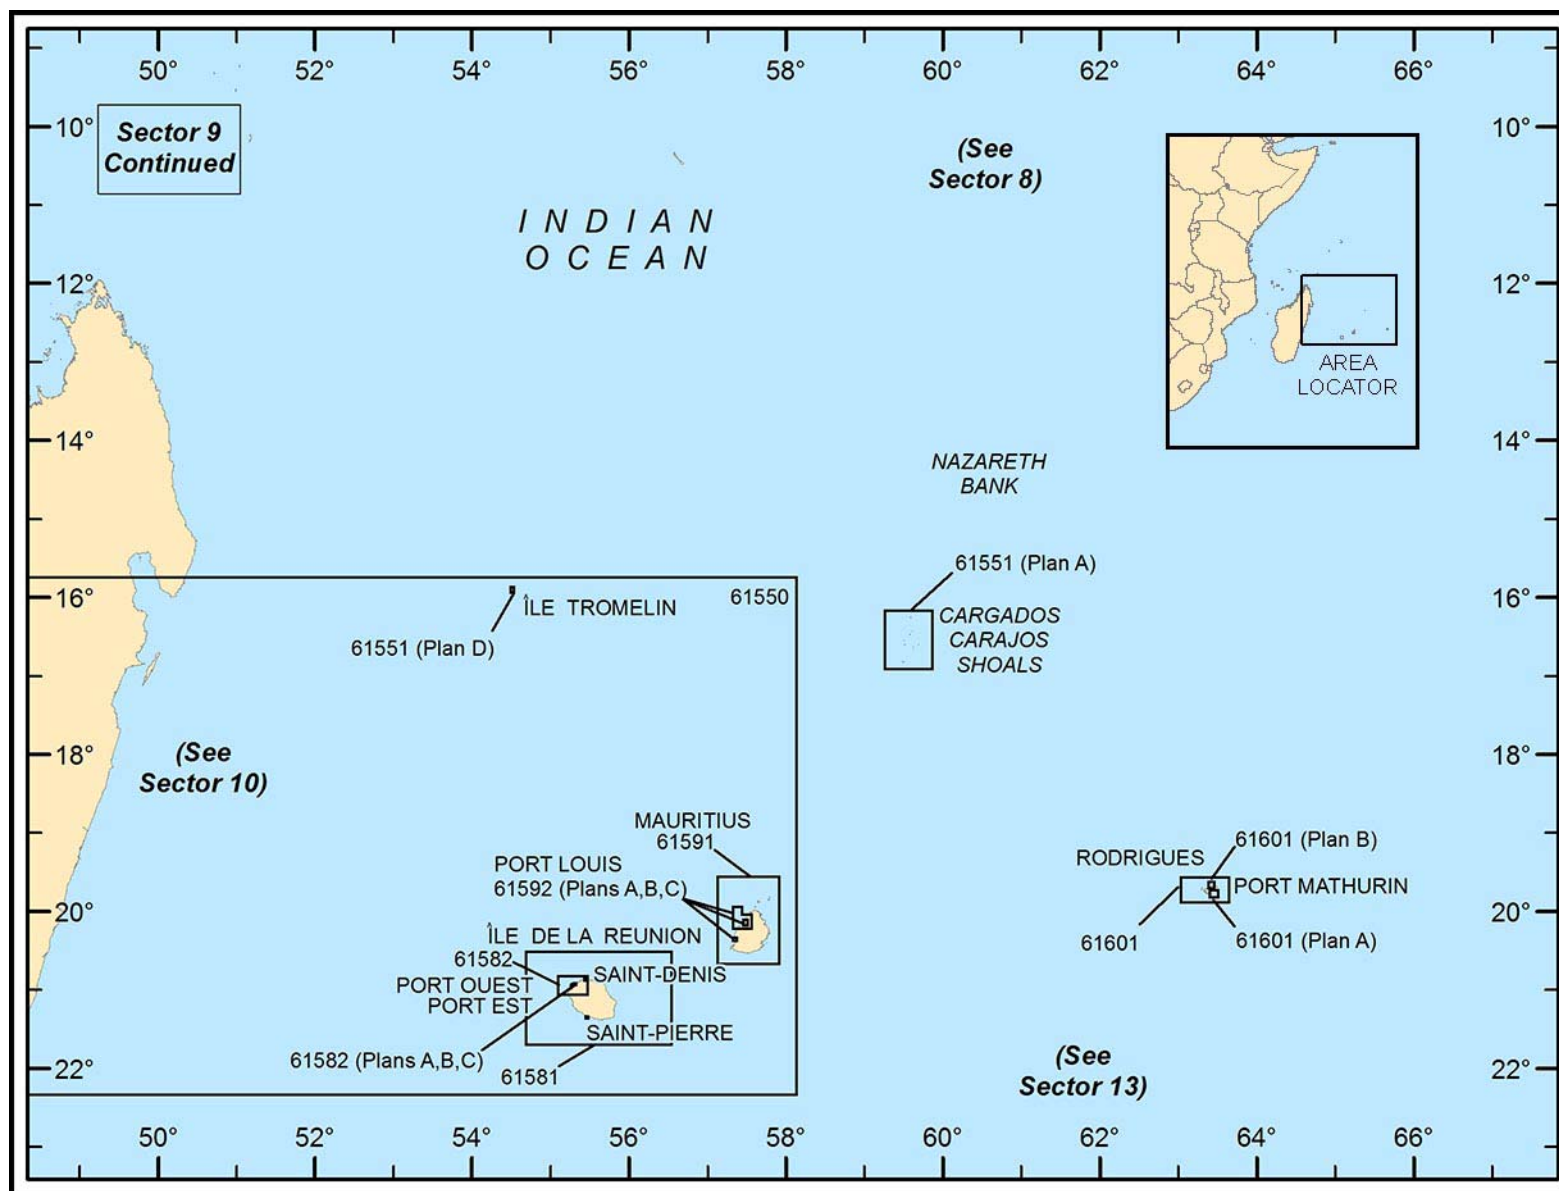 50° 52° 54° 56° 58° 60° 62° 64° 66°
10° 10°
Sector 9
Continued
(See
Sector 8)
INDIAN
OCEAN
12° 12°
AREA
LOCATOR
14° 14°
NAZARETH
BANK
61551 (Plan A)
16° 16°
61550
ÎLE TROMELIN
61551 (Plan D)
CARGADOS
CARAJOS
SHOALS
18° 18°
(See
Sector 10)
MAURITIUS
61591
PORT LOUIS
61592 (Plans A,B,C)
61601 (Plan B)
RODRIGUES
PORT MATHURIN
20° 20°
61601
61601 (Plan A)
ÎLE DE LA REUNION
61582
SAINT-DENIS
PORT OUEST
PORT EST
SAINT-PIERRE
61582 (Plans A,B,C)
61581
22° 22°
(See
Sector 13)
50° 52° 54° 56° 58° 60° 62° 64° 66°